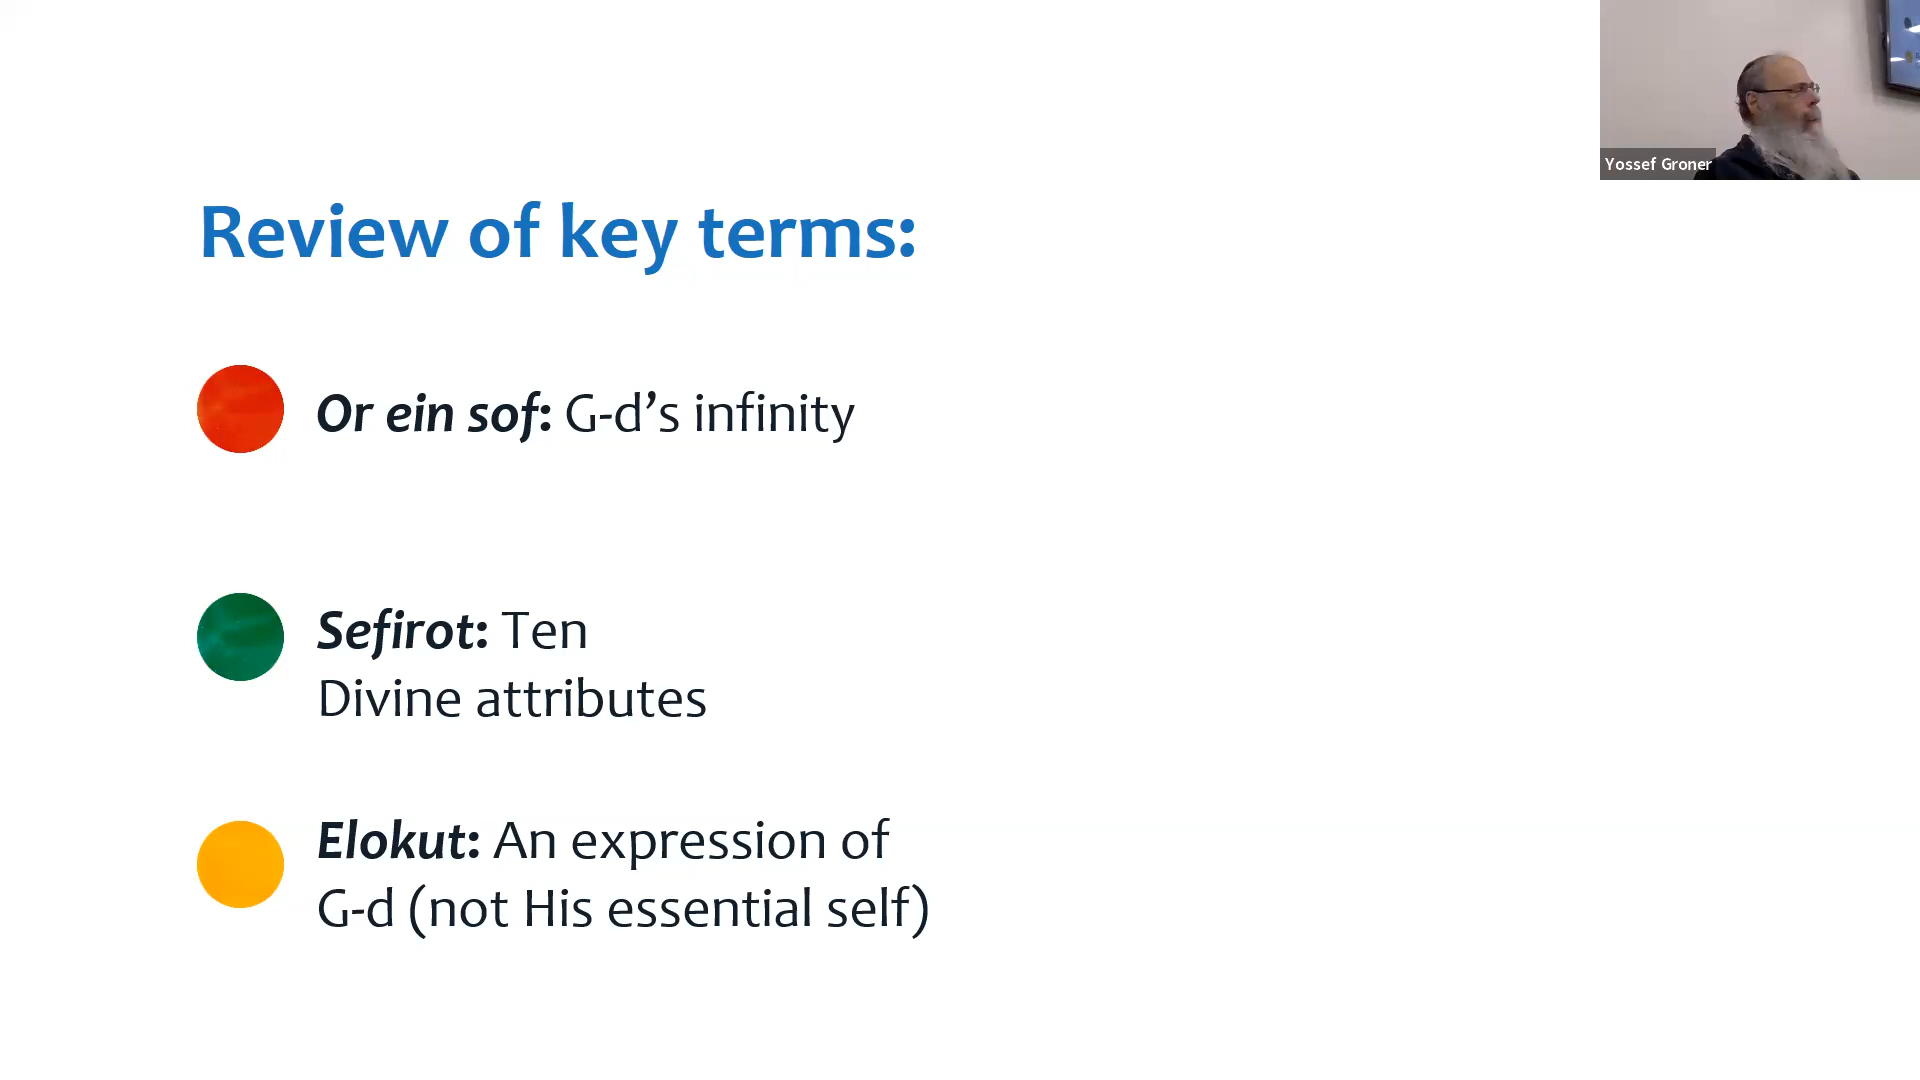 Yossef Groner
Review of key terms:
Or ein sof: G-d’s infinity
Sefirot: Ten
Divine attributes
Elokut: An expression of
G-d (not His essential self)